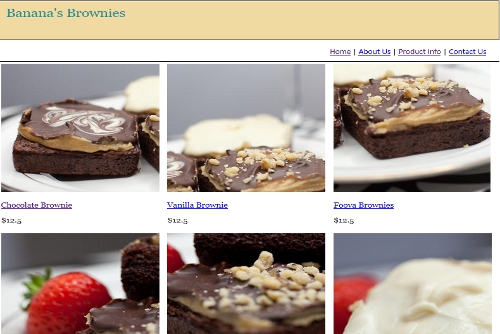 Banana's Brownies
Home | About Us | Product Info | Contact Us
Chocolate Brownie
Vanilla Brownie
Foova Brownies
$12.5
$12.5
$12.5